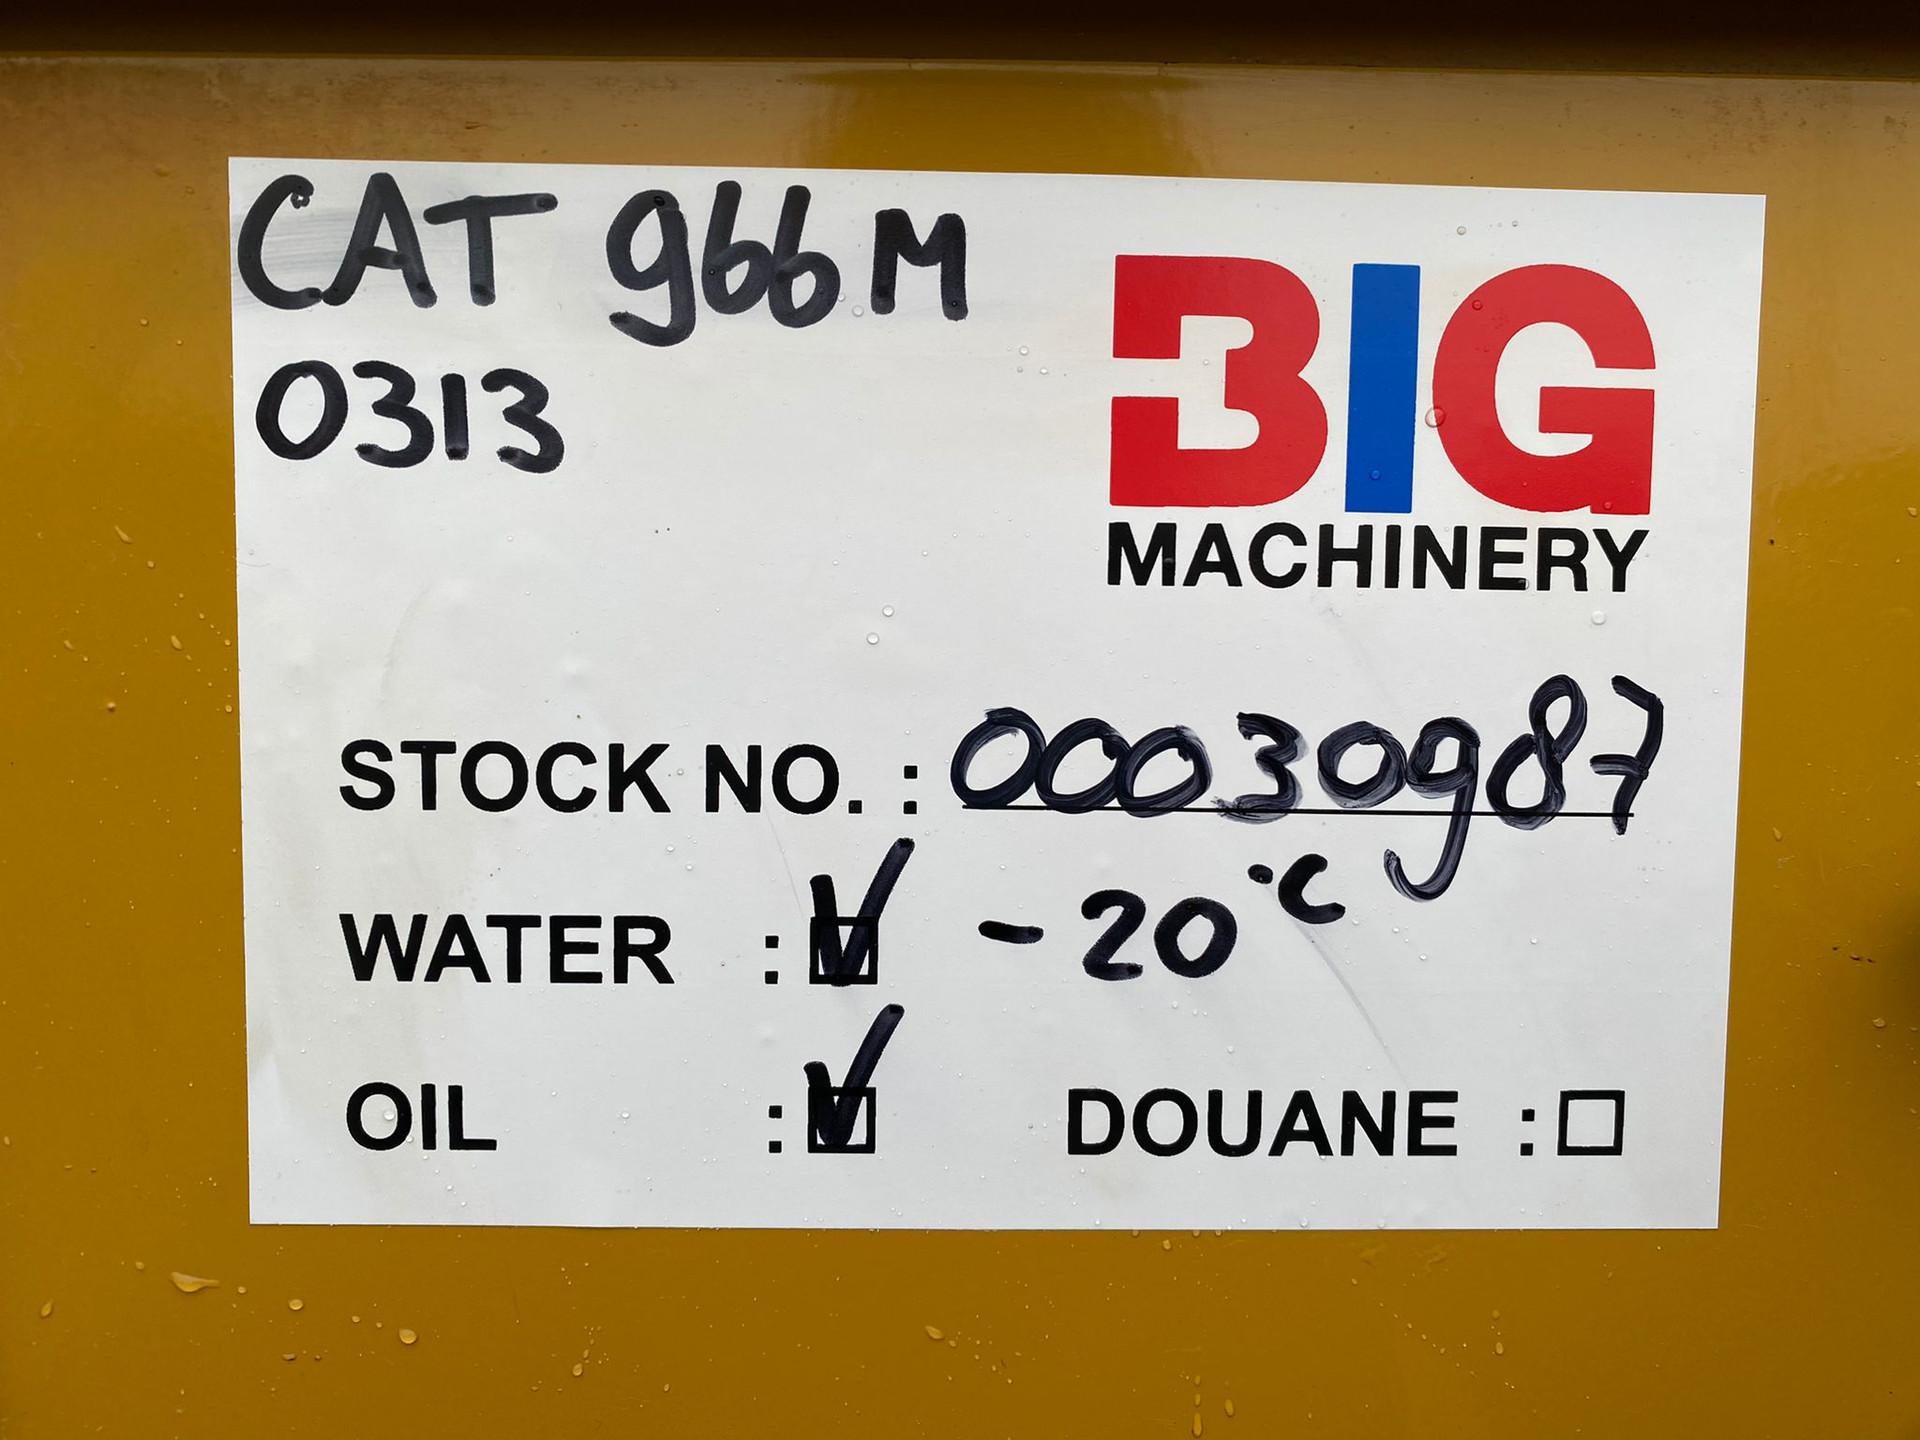 CAT 966M
0313
BIG
MACHINERY
STOCK NO. : 00030987
WATER : ☑ -20°C
OIL : ☑ DOUANE : ☐